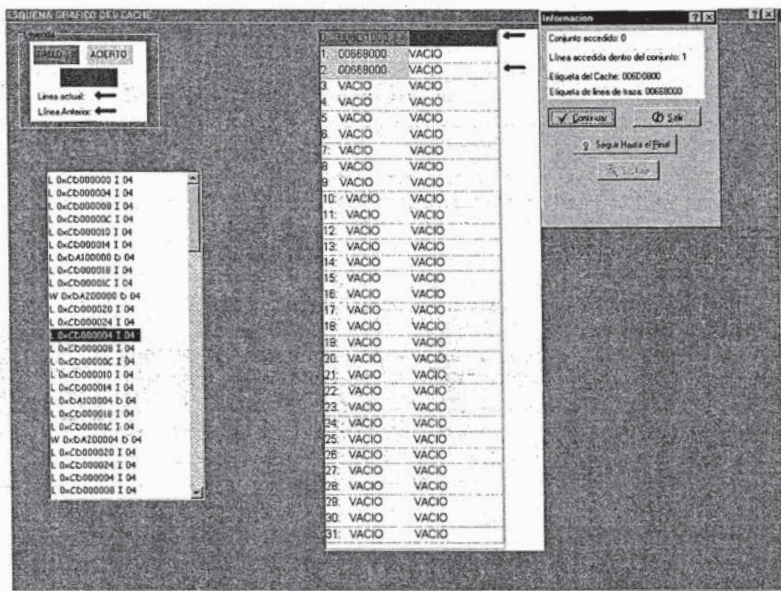 ESQUEMA GRAFICO DEL CACHE
Leyenda
FALLO
ACIERTO
Línea actual:
Línea Anterior:
L 0xCD000000 I 04
L 0xCD000004 I 04
L 0xCD000008 I 04
L 0xCD00000C I 04
L 0xCD000010 I 04
L 0xCD000014 I 04
L 0xDA100000 D 04
L 0xCD000018 I 04
L 0xCD00001C I 04
W 0xDA200000 D 04
L 0xCD000020 I 04
L 0xCD000024 I 04
L 0xCD000004 I 04
L 0xCD000008 I 04
L 0xCD00000C I 04
L 0xCD000010 I 04
L 0xCD000014 I 04
L 0xDA100004 D 04
L 0xCD000018 I 04
L 0xCD00001C I 04
W 0xDA200004 D 04
L 0xCD000020 I 04
L 0xCD000024 I 04
L 0xCD000004 I 04
L 0xCD000008 I 04
0: 006D1000
1: 00668000 VACIO
2: 00668000 VACIO
3: VACIO VACIO
4: VACIO VACIO
5: VACIO VACIO
6: VACIO VACIO
7: VACIO VACIO
8: VACIO VACIO
9: VACIO VACIO
10: VACIO VACIO
11: VACIO VACIO
12: VACIO VACIO
13: VACIO VACIO
14: VACIO VACIO
15: VACIO VACIO
16: VACIO VACIO
17: VACIO VACIO
18: VACIO VACIO
19: VACIO VACIO
20: VACIO VACIO
21: VACIO VACIO
22: VACIO VACIO
23: VACIO VACIO
24: VACIO VACIO
25: VACIO VACIO
26: VACIO VACIO
27: VACIO VACIO
28: VACIO VACIO
29: VACIO VACIO
30: VACIO VACIO
31: VACIO VACIO
Informacion
Conjunto accedido: 0
Línea accedida dentro del conjunto: 1
Etiqueta del Cache: 006D0800
Etiqueta de linea de traza: 00668000
Continuar
Salir
Seguir Hasta el Final